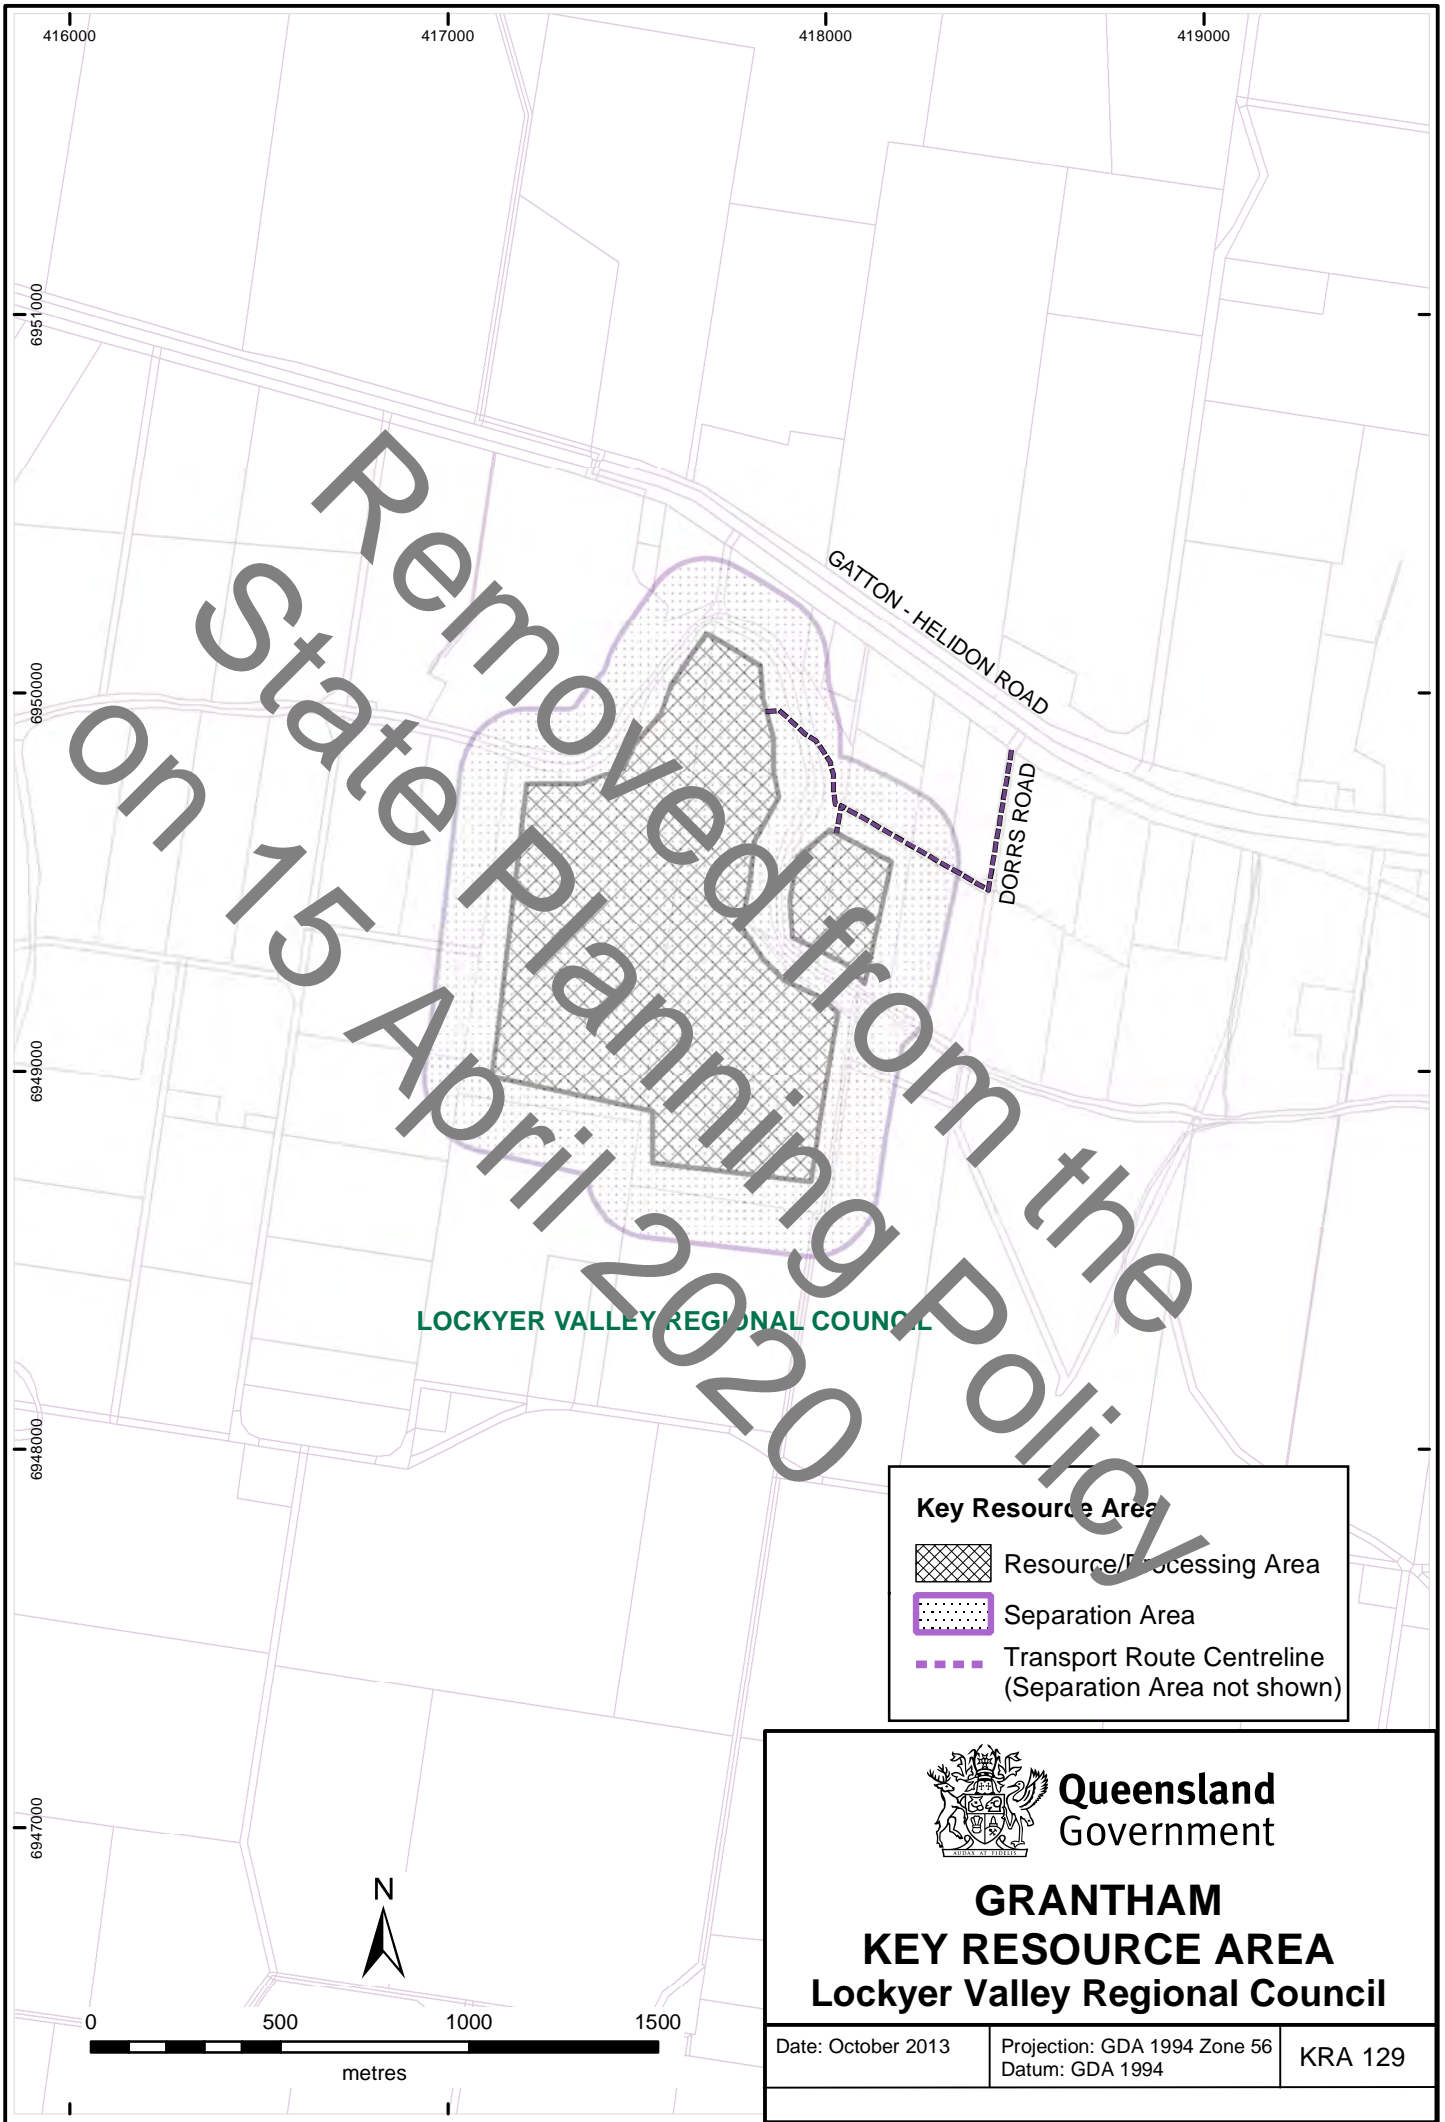 416000 417000 418000 419000
6951000
6950000
6949000
6948000
6947000
GATTON - HELIDON ROAD
DORRS ROAD
Removed from the
State Planning Policy
on 15 April 2020
LOCKYER VALLEY REGIONAL COUNCIL
Key Resource Area
Resource/Processing Area
Separation Area
Transport Route Centreline
(Separation Area not shown)
N
0 500 1000 1500
metres
AUDAX AT FIDELIS
Queensland
Government
GRANTHAM
KEY RESOURCE AREA
Lockyer Valley Regional Council
Date: October 2013
Projection: GDA 1994 Zone 56
Datum: GDA 1994
KRA 129